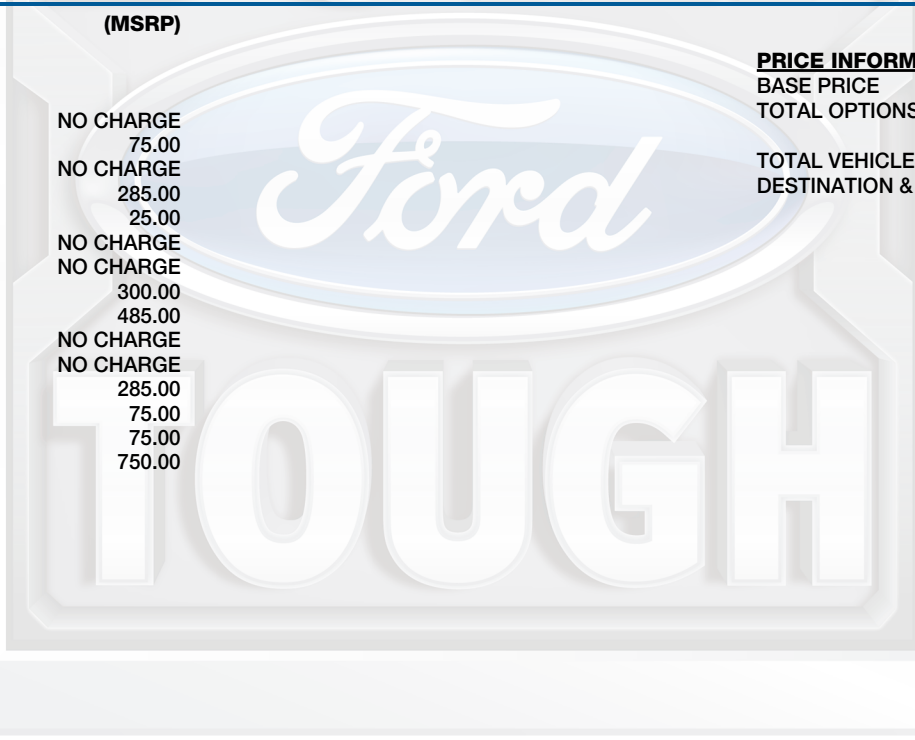 (MSRP)
PRICE INFORM
BASE PRICE
TOTAL OPTIONS
TOTAL VEHICLE
DESTINATION &
NO CHARGE
75.00
NO CHARGE
285.00
25.00
NO CHARGE
NO CHARGE
300.00
485.00
NO CHARGE
NO CHARGE
285.00
75.00
75.00
750.00
Ford
TOUGH